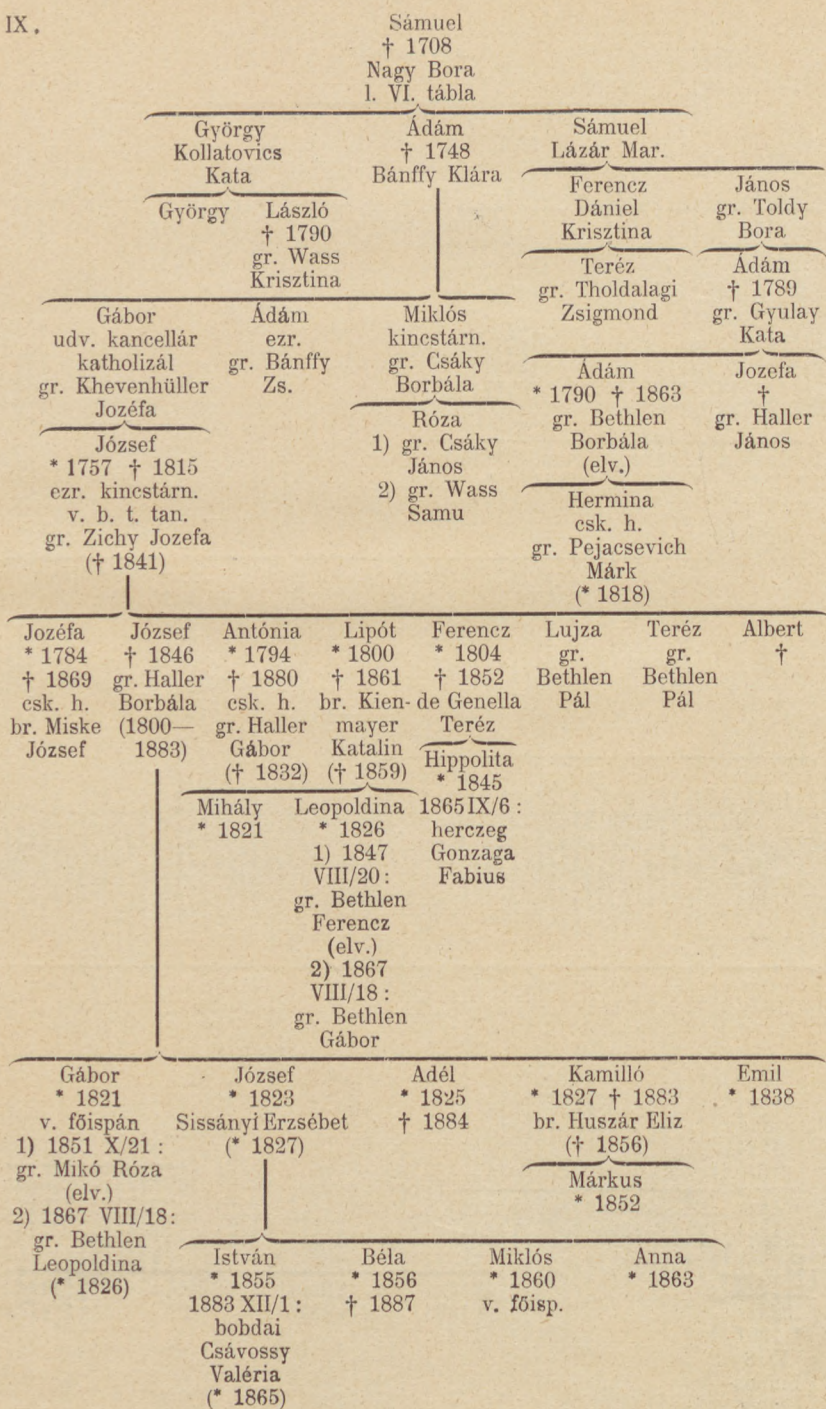 IX.
Sámuel
† 1708
Nagy Bora
l. VI. tábla
György
Kollatovics
Kata
Ádám
† 1748
Bánffy Klára
Sámuel
Lázár Mar.
György
László
† 1790
gr. Wass
Krisztina
Ferencz
Dániel
Krisztina
János
gr. Toldy
Bora
Teréz
gr. Tholdalagi
Zsigmond
Ádám
† 1789
gr. Gyulay
Kata
Gábor
udv. kancellár
katholizál
gr. Khevenhüller
Jozéfa
Ádám
ezr.
gr. Bánffy
Zs.
Miklós
kincstárn.
gr. Csáky
Borbála
Ádám
* 1790 † 1863
gr. Bethlen
Borbála
(elv.)
Jozefa
†
gr. Haller
János
József
* 1757 † 1815
ezr. kincstárn.
v. b. t. tan.
gr. Zichy Jozefa
(† 1841)
Róza
1) gr. Csáky
János
2) gr. Wass
Samu
Hermina
csk. h.
gr. Pejacsevich
Márk
(* 1818)
Jozéfa
* 1784
† 1869
csk. h.
br. Miske
József
József
† 1846
gr. Haller
Borbála
(1800—
1883)
Antónia
* 1794
† 1880
csk. h.
gr. Haller
Gábor
(† 1832)
Lipót
* 1800
† 1861
br. Kien-
mayer
Katalin
(† 1859)
Ferencz
* 1804
† 1852
de Genella
Teréz
Lujza
gr.
Bethlen
Pál
Teréz
gr.
Bethlen
Pál
Albert
†
Mihály
* 1821
Leopoldina
* 1826
1) 1847
VIII/20:
gr. Bethlen
Ferencz
(elv.)
2) 1867
VIII/18:
gr. Bethlen
Gábor
Hippolita
* 1845
1865 IX/6:
herczeg
Gonzaga
Fabius
Gábor
* 1821
v. főispán
1) 1851 X/21:
gr. Mikó Róza
(elv.)
2) 1867 VIII/18:
gr. Bethlen
Leopoldina
(* 1826)
József
* 1823
Sissányi Erzsébet
(* 1827)
Adél
* 1825
† 1884
Kamilló
* 1827 † 1883
br. Huszár Eliz
(† 1856)
Emil
* 1838
Márkus
* 1852
István
* 1855
1883 XII/1:
bobdai
Csávossy
Valéria
(* 1865)
Béla
* 1856
† 1887
Miklós
* 1860
v. főisp.
Anna
* 1863